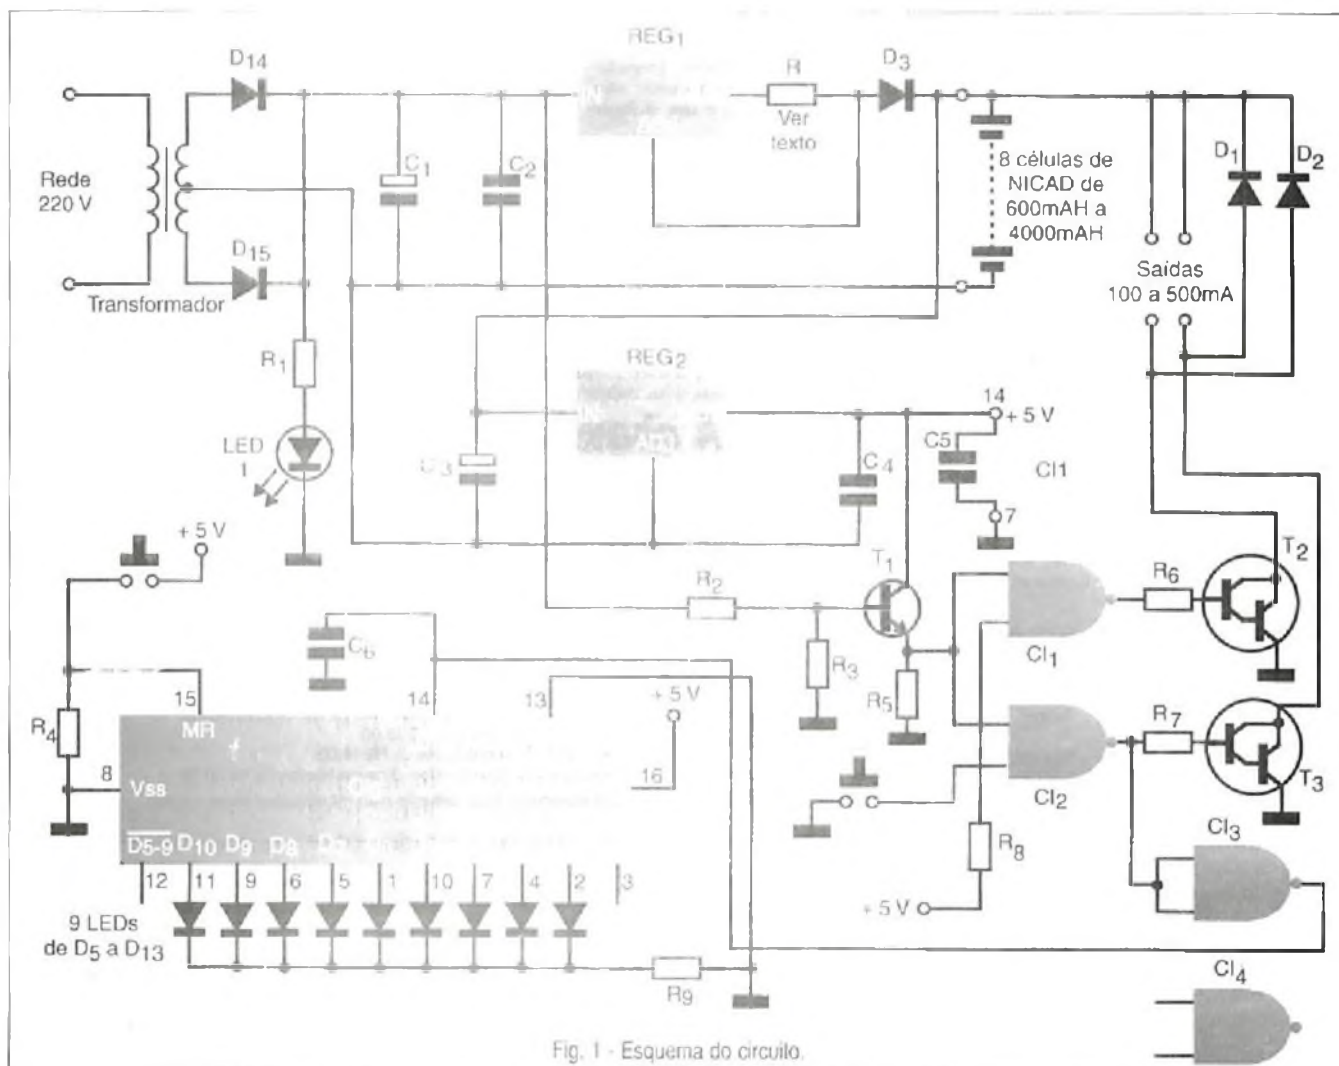 REG1
D14
R
D3
Ver
texto
C1
C2
D1
D2
8 células de
NICAD de
600mAH a
4000mAH
Rede
220 V
D15
Transformador
Saídas
100 a 500mA
R1
REG2
14
+ 5 V
LED
1
C3
Adj
C4
C5
CI1
7
+ 5 V
T1
T2
R2
R6
C6
R3
CI1
15
14
13
+ 5 V
R5
R4
MR
R7
8
Vss
16
T3
CI2
CI3
D5-9
D10
D9
D8
R8
12
11
9
6
5
1
10
7
4
2
3
9 LEDs
de D5 a D13
+ 5 V
R9
CI4
Fig. 1 - Esquema do circuito.